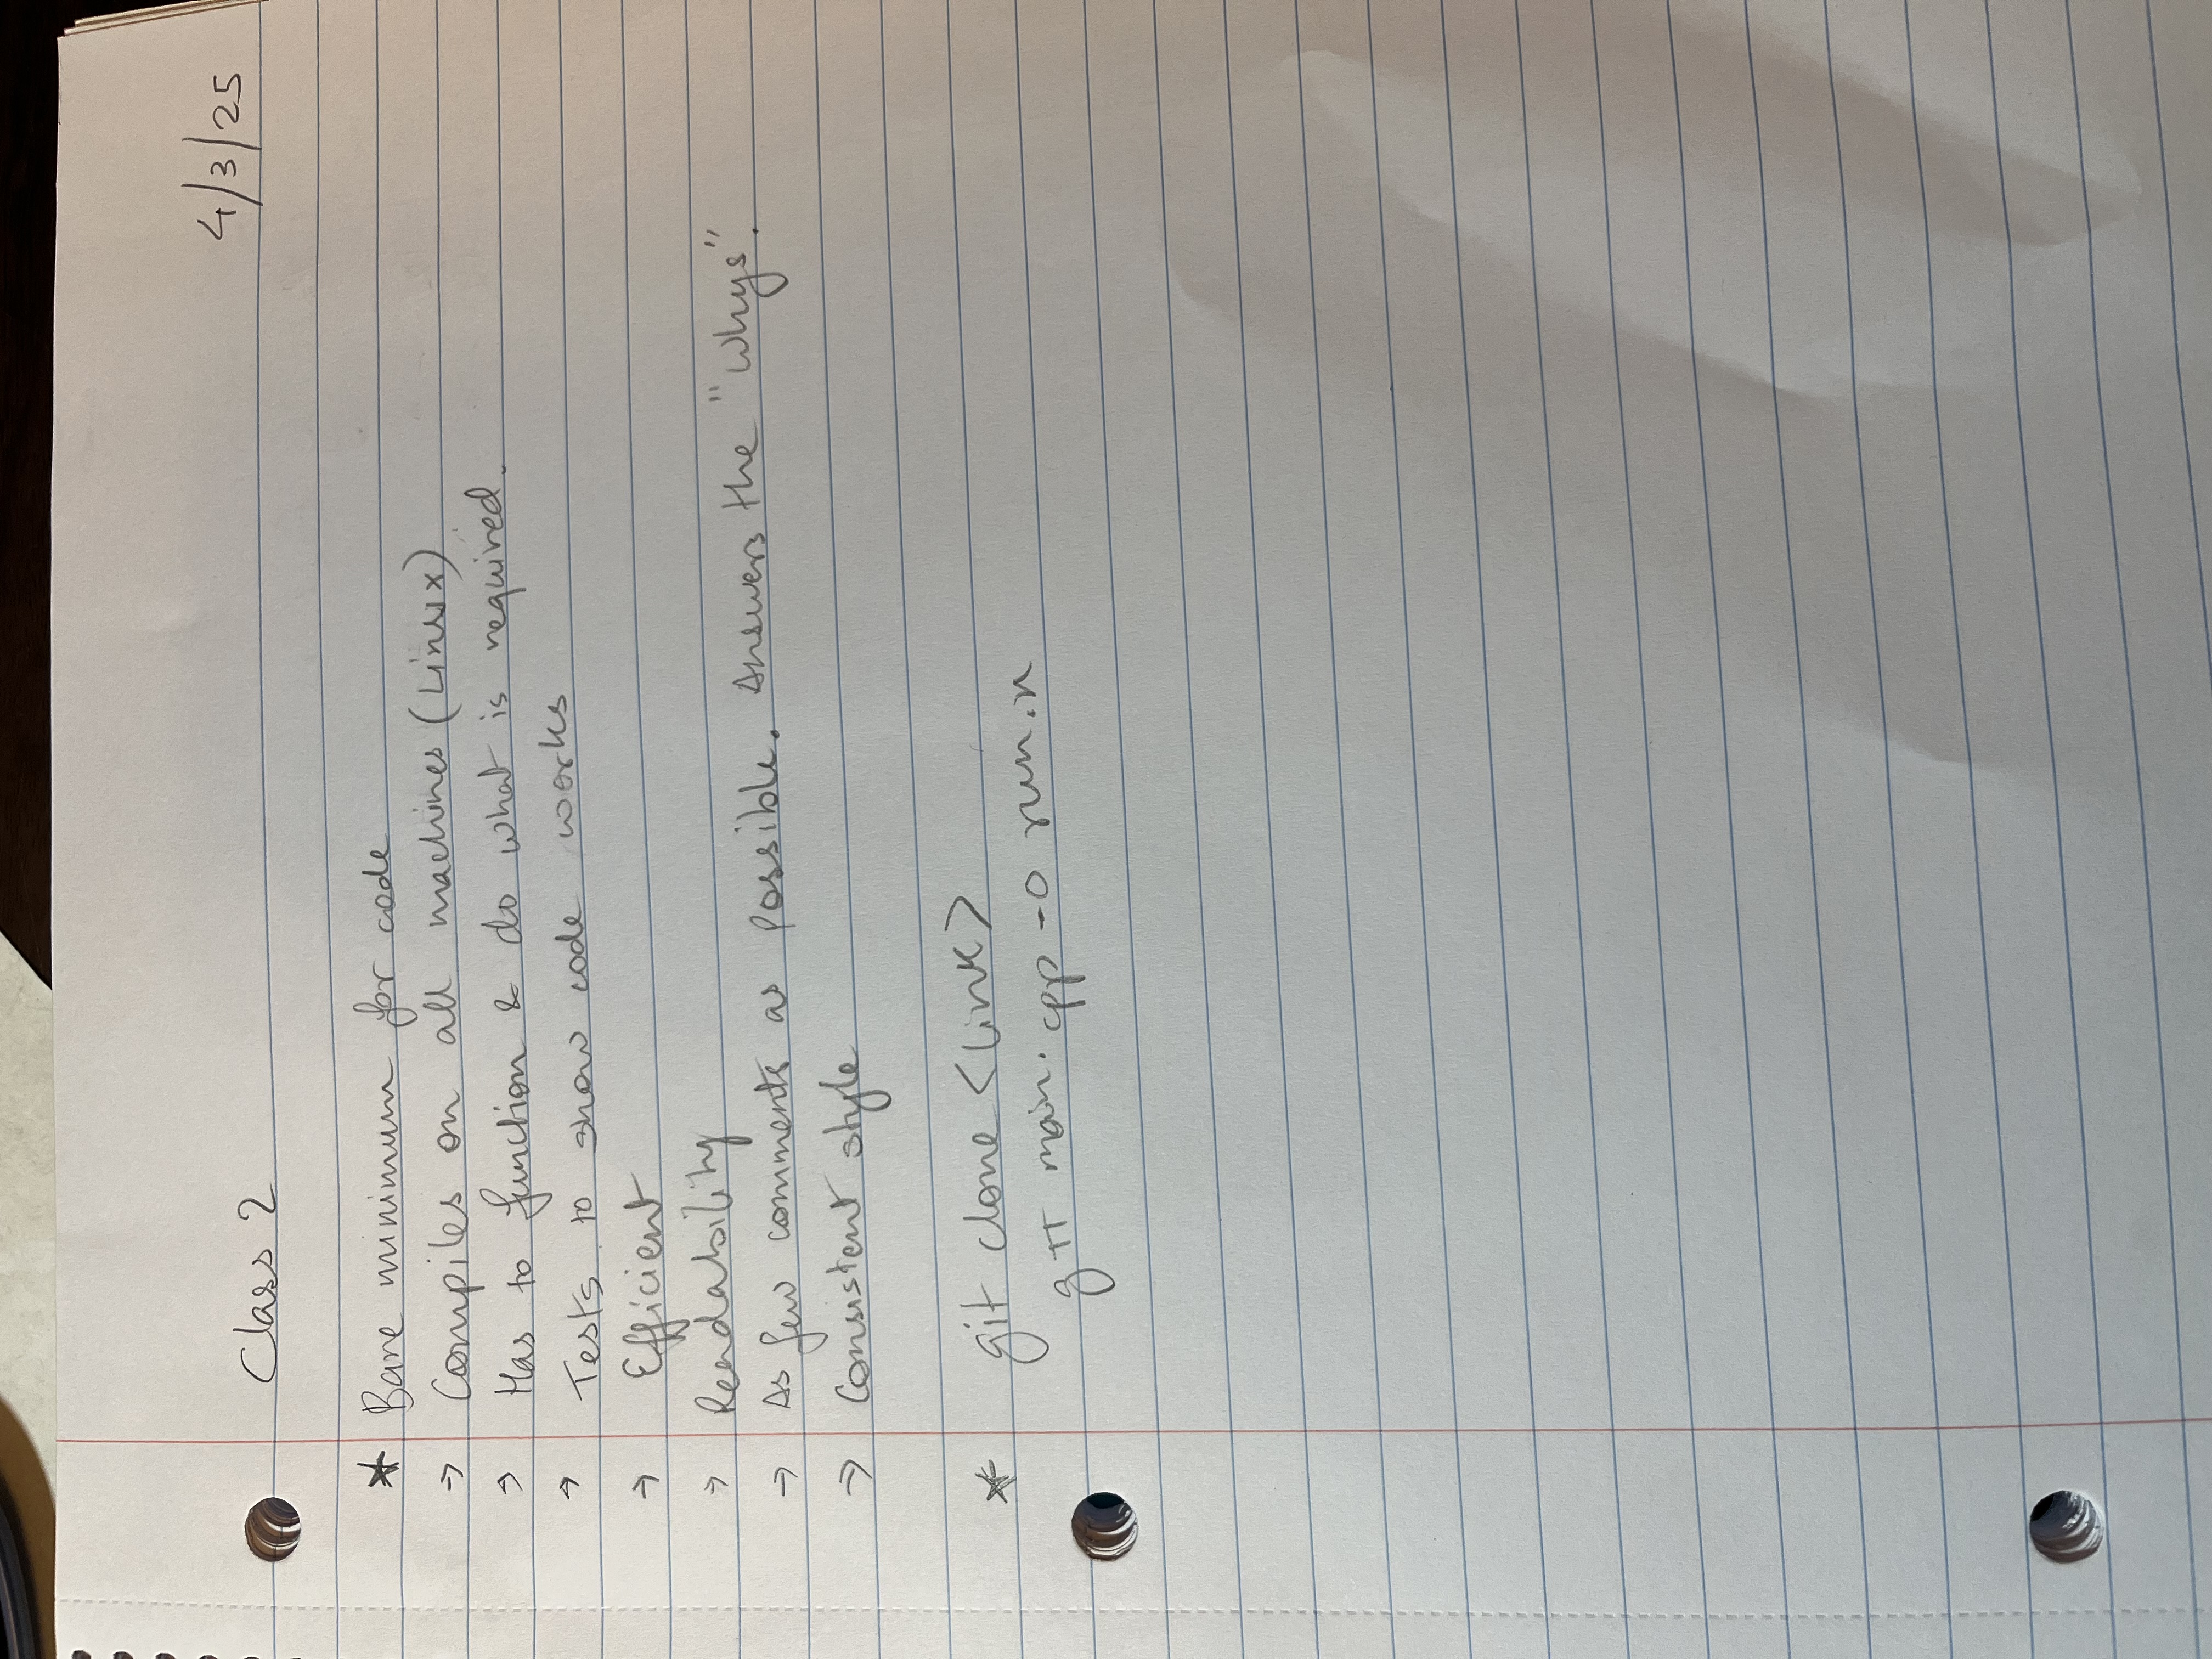 4/3/25
Class 2
* Bare minimum for code
→ Compiles on all machines (Linux)
→ Has to function & do what is required.
→ Tests to show code works
→ Efficient
→ Readability
→ As few comments as possible. Answers the "whys".
→ Consistent style
* git clone <link>
g++ main.cpp -o run.x